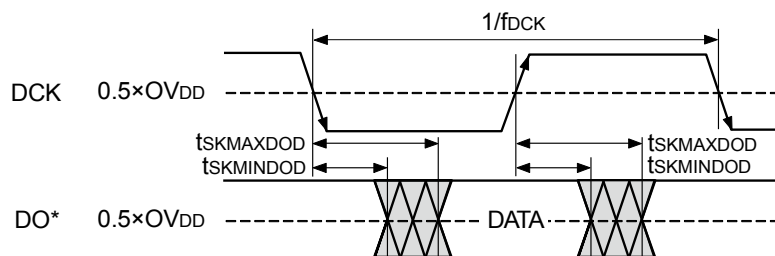 1/fDCK
DCK 0.5×OVDD
tSKMAXDOD tSKMAXDOD
tSKMINDOD tSKMINDOD
DO* 0.5×OVDD DATA